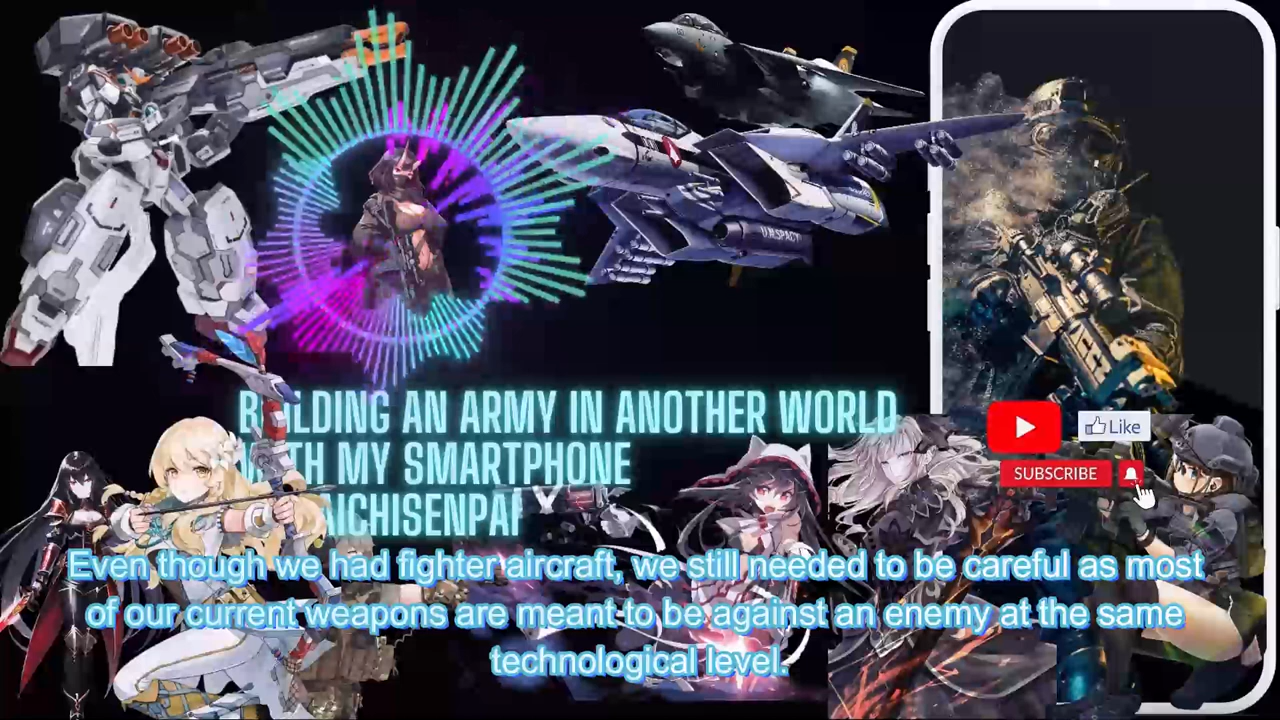 U.N.SPACY
BUILDING AN ARMY IN ANOTHER WORLD
WITH MY SMARTPHONE
Like
SUBSCRIBE
Even though we had fighter aircraft, we still needed to be careful as most
of our current weapons are meant to be against an enemy at the same
technological level.